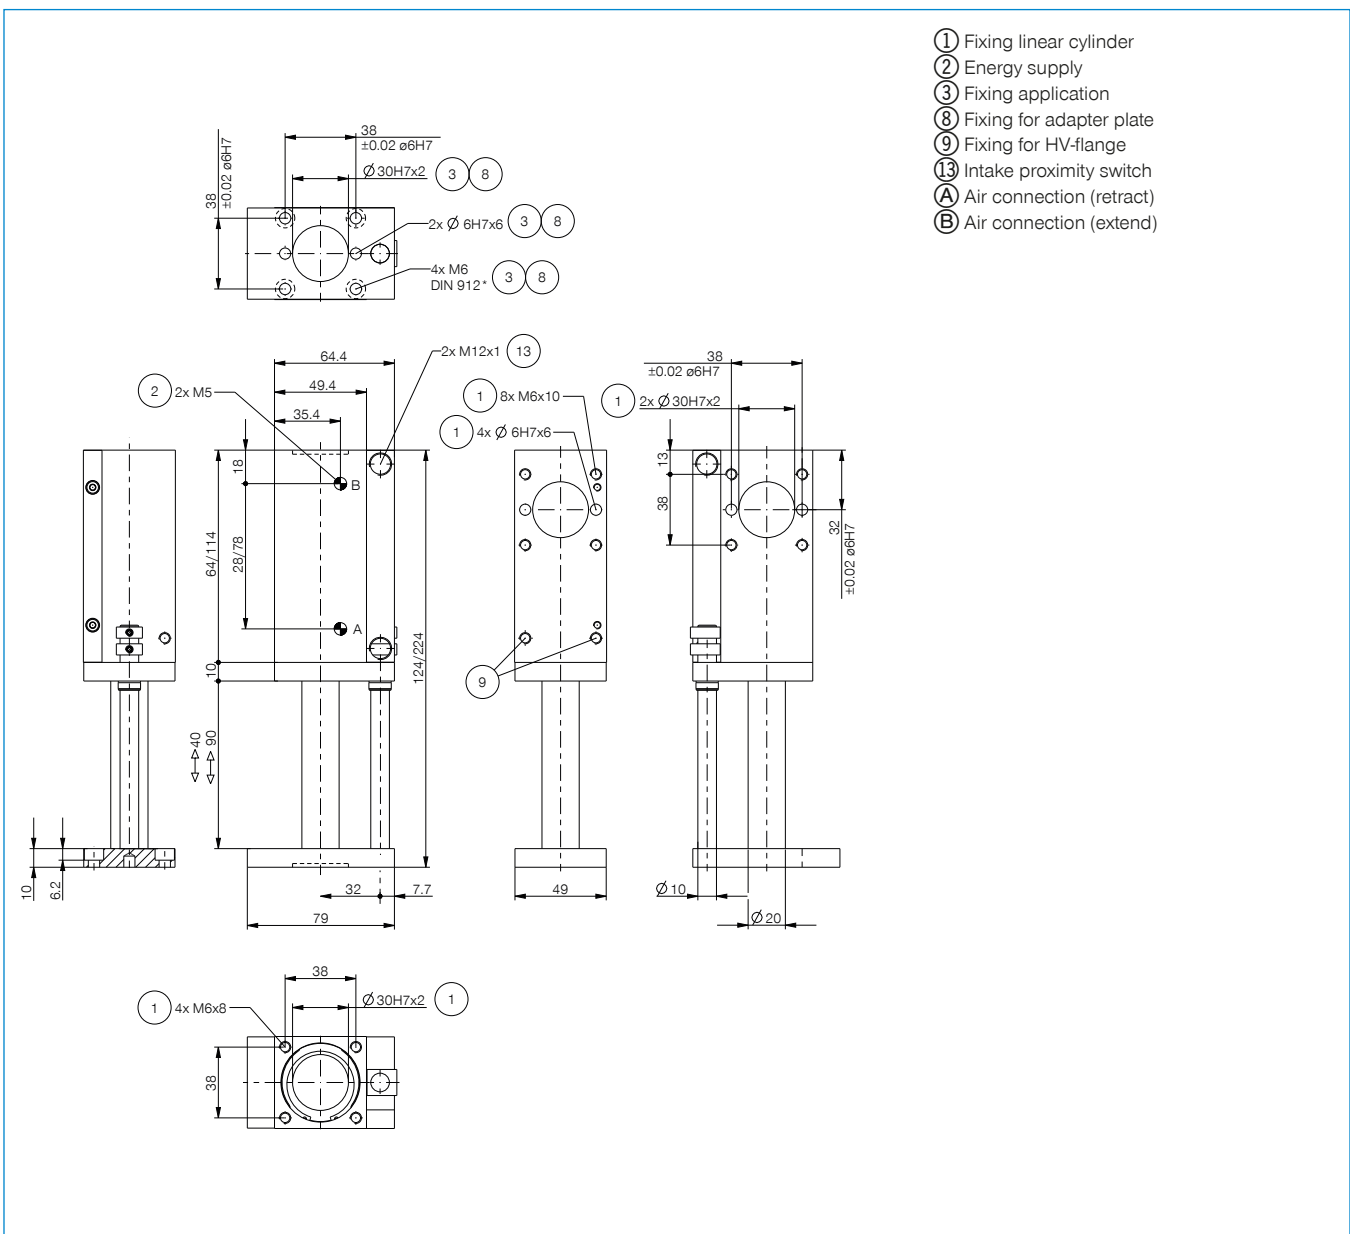 1 Fixing linear cylinder
2 Energy supply
3 Fixing application
8 Fixing for adapter plate
9 Fixing for HV-flange
13 Intake proximity switch
A Air connection (retract)
B Air connection (extend)
38
±0.02 ø6H7
Ø 30H7x2 3 8
38
±0.02 ø6H7
2x Ø 6H7x6 3 8
4x M6 3 8
DIN 912*
64.4
2x M12x1 13
49.4
2 2x M5
35.4
18
B
64/114
28/78
A
124/224
10
40
90
10
6.2
32
7.7
79
1 8x M6x10
1 4x Ø 6H7x6
9
49
38
±0.02 ø6H7
1 2x Ø 30H7x2
13
38
32
±0.02 ø6H7
Ø 10
Ø 20
38
1 4x M6x8
Ø 30H7x2 1
38